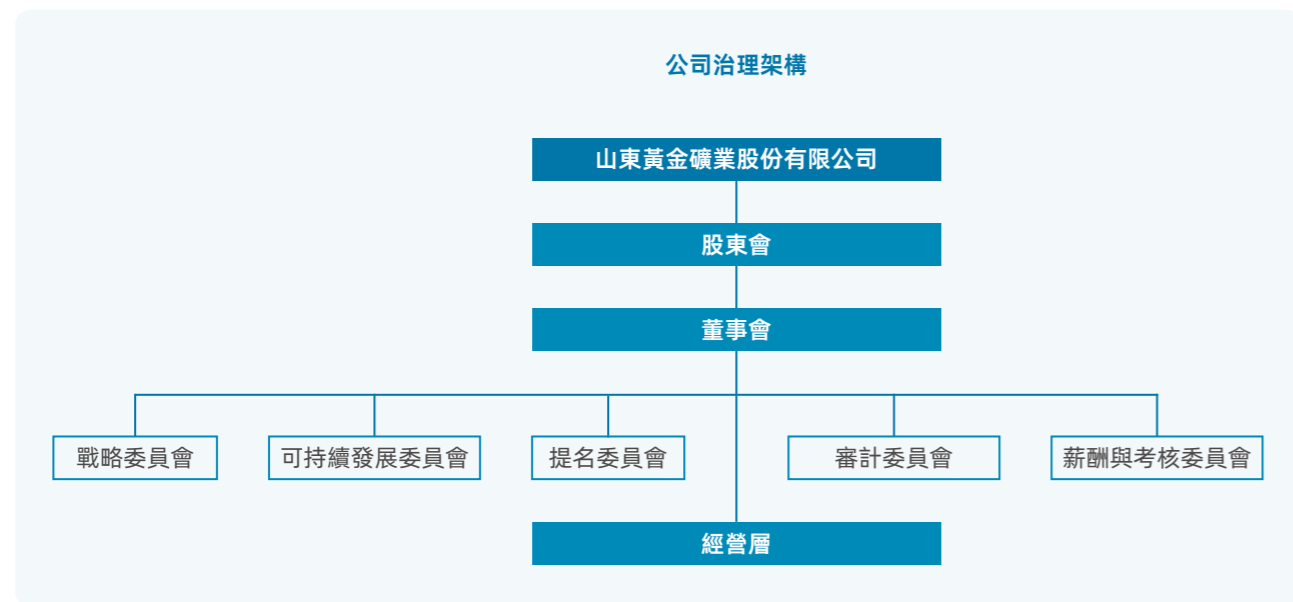 公司治理架構
山東黃金礦業股份有限公司
股東會
董事會
戰略委員會
可持續發展委員會
提名委員會
審計委員會
薪酬與考核委員會
經營層